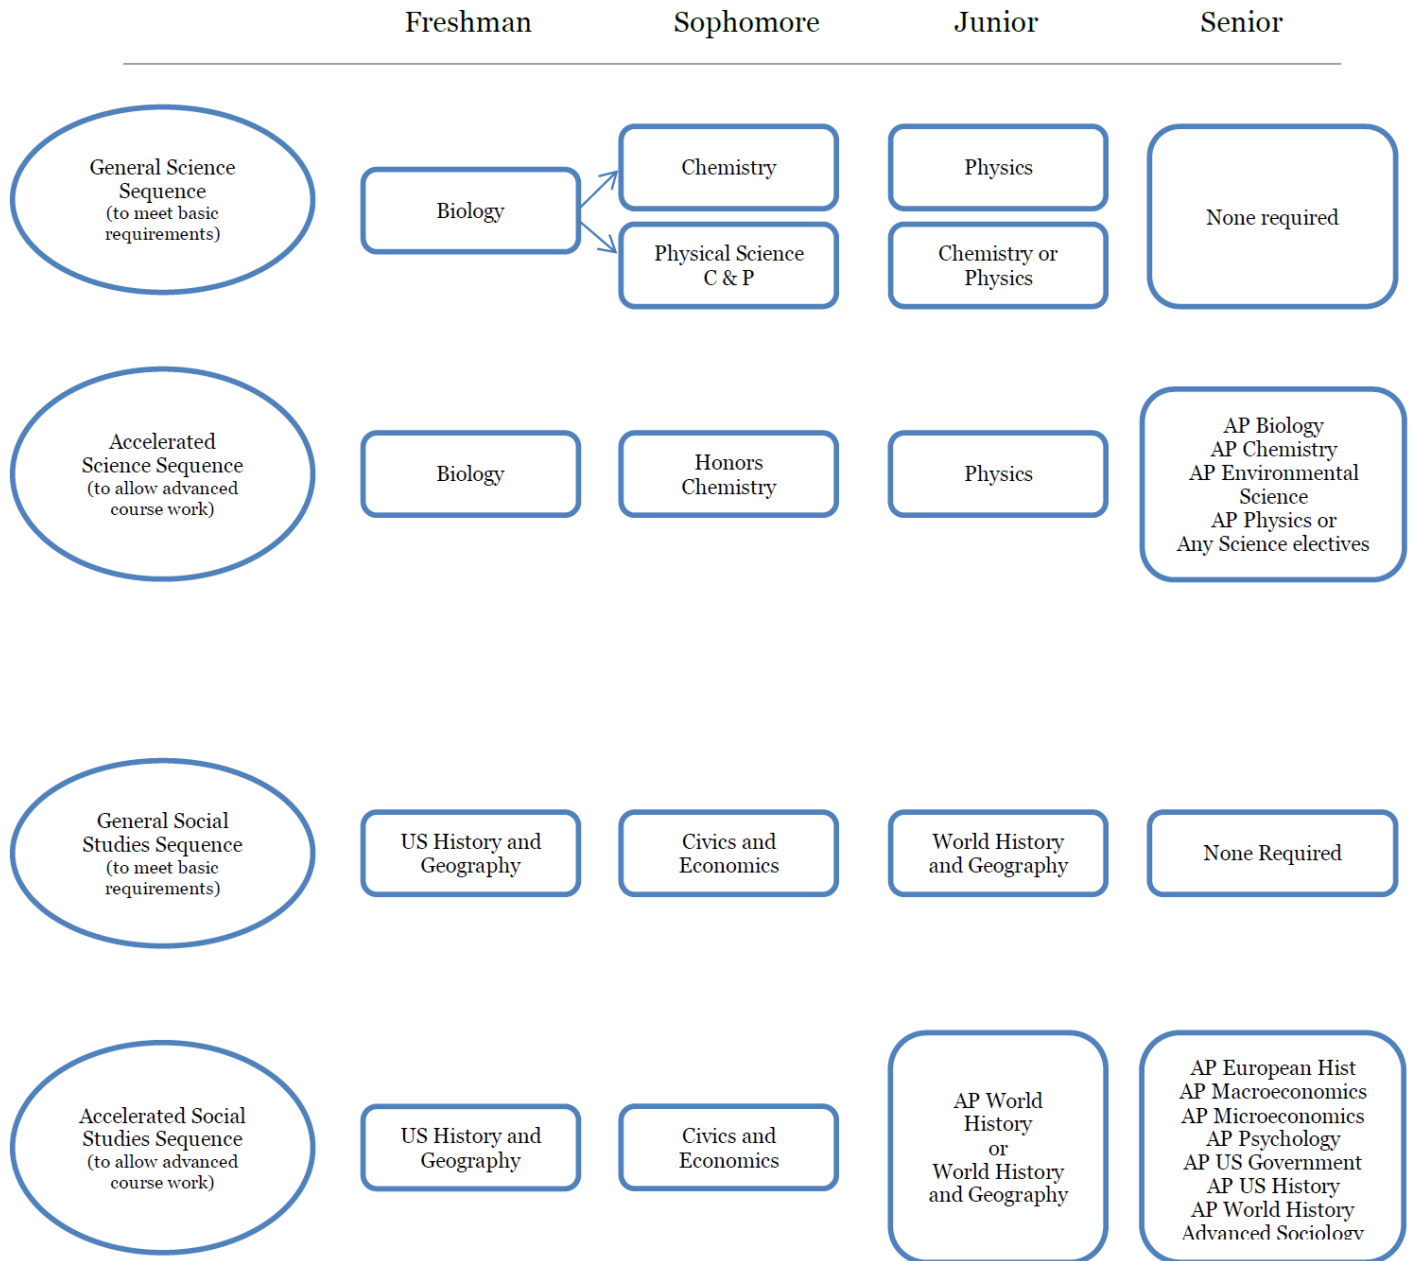 Freshman Sophomore Junior Senior
General Science
Sequence
(to meet basic
requirements)
Biology
Chemistry
Physical Science
C & P
Physics
Chemistry or
Physics
None required
Accelerated
Science Sequence
(to allow advanced
course work)
Biology
Honors
Chemistry
Physics
AP Biology
AP Chemistry
AP Environmental
Science
AP Physics or
Any Science electives
General Social
Studies Sequence
(to meet basic
requirements)
US History and
Geography
Civics and
Economics
World History
and Geography
None Required
Accelerated Social
Studies Sequence
(to allow advanced
course work)
US History and
Geography
Civics and
Economics
AP World
History
or
World History
and Geography
AP European Hist
AP Macroeconomics
AP Microeconomics
AP Psychology
AP US Government
AP US History
AP World History
Advanced Sociology